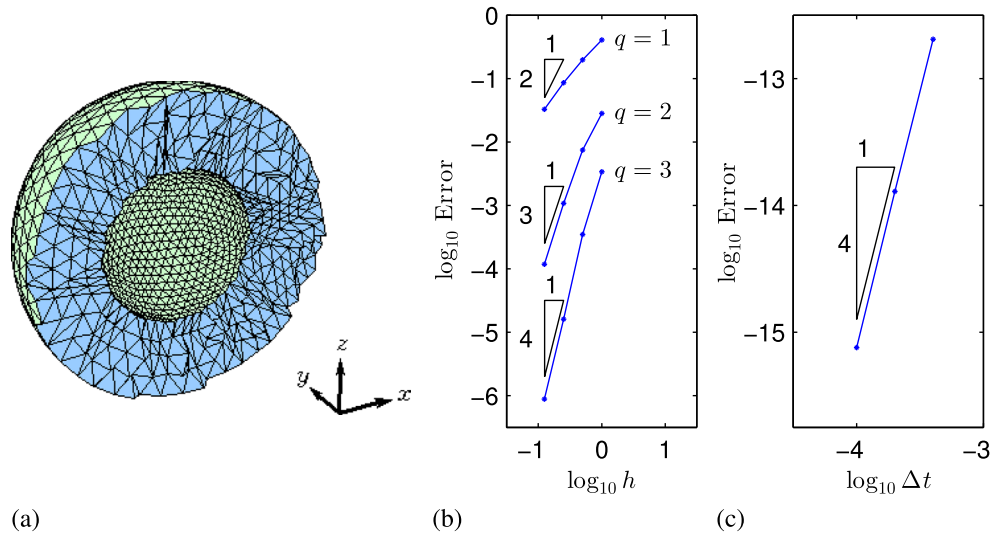 z
y
x
(a)
0
−1
−2
−3
−4
−5
−6
log₁₀ Error
1
2
q = 1
q = 2
1
3
q = 3
1
4
−1
0
1
log₁₀ h
(b)
−13
−14
−15
log₁₀ Error
1
4
−4
−3
log₁₀ Δt
(c)